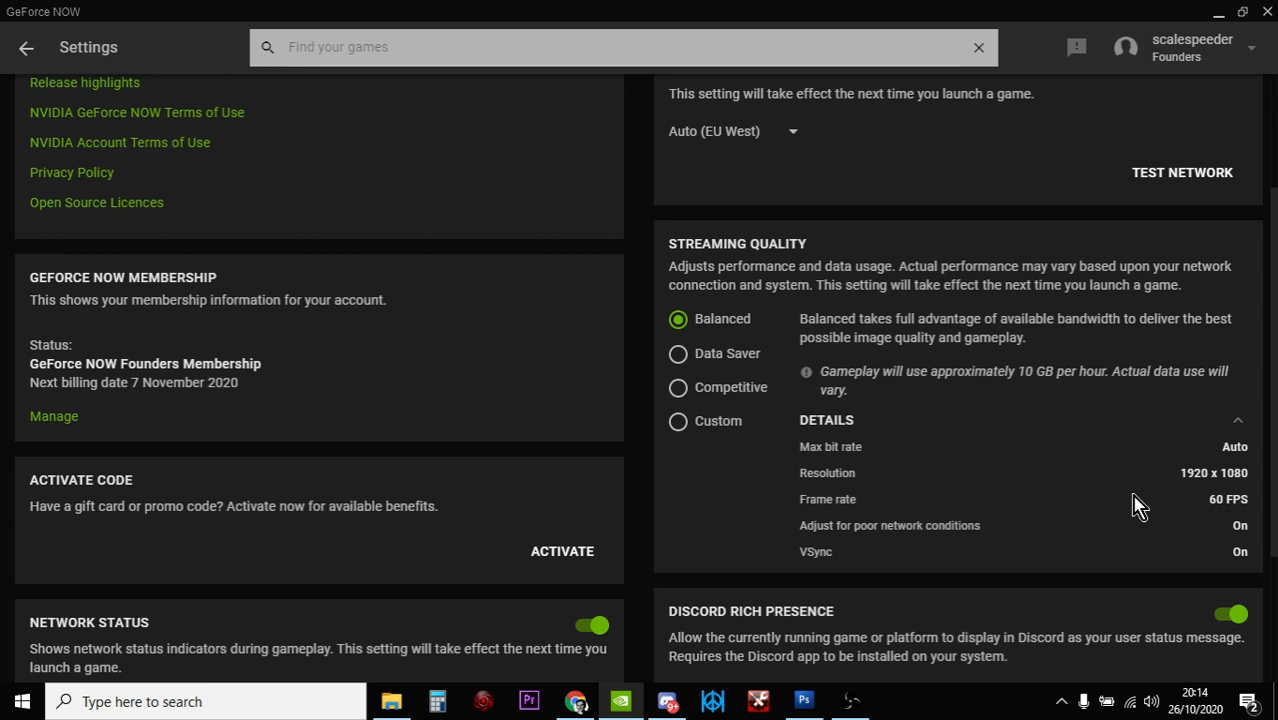 GeForce NOW
Settings
Find your games
scalespeeder
Founders
Release highlights
NVIDIA GeForce NOW Terms of Use
NVIDIA Account Terms of Use
Privacy Policy
Open Source Licences
GEFORCE NOW MEMBERSHIP
This shows your membership information for your account.
Status:
GeForce NOW Founders Membership
Next billing date 7 November 2020
Manage
ACTIVATE CODE
Have a gift card or promo code? Activate now for available benefits.
ACTIVATE
NETWORK STATUS
Shows network status indicators during gameplay. This setting will take effect the next time you
launch a game.
This setting will take effect the next time you launch a game.
Auto (EU West)
TEST NETWORK
STREAMING QUALITY
Adjusts performance and data usage. Actual performance may vary based upon your network
connection and system. This setting will take effect the next time you launch a game.
Balanced
Data Saver
Competitive
Custom
Balanced takes full advantage of available bandwidth to deliver the best
possible image quality and gameplay.
Gameplay will use approximately 10 GB per hour. Actual data use will
vary.
DETAILS
Max bit rate Auto
Resolution 1920 x 1080
Frame rate 60 FPS
Adjust for poor network conditions On
VSync On
DISCORD RICH PRESENCE
Allow the currently running game or platform to display in Discord as your user status message.
Requires the Discord app to be installed on your system.
Type here to search
Pr
9+
Ps
20:14
26/10/2020
2